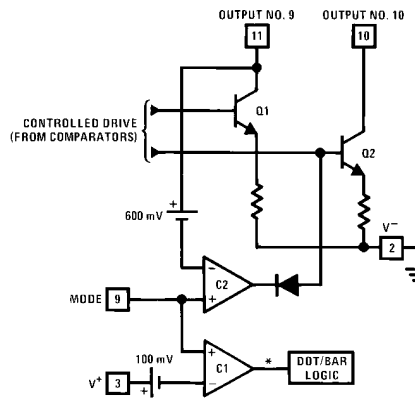 OUTPUT NO. 9
OUTPUT NO. 10
11
10
Q1
CONTROLLED DRIVE
(FROM COMPARATORS)
Q2
+
600 mV
V−
2
−
C2
MODE
9
+
100 mV
+
C1
*
DOT/BAR
LOGIC
V+
3
+
−